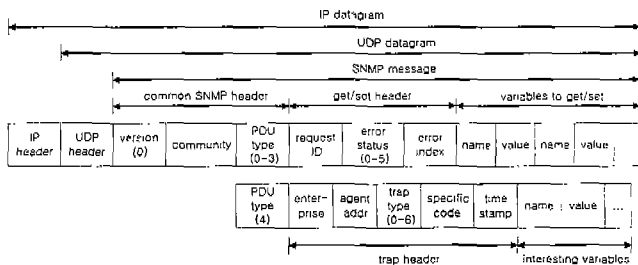 IP datagram
UDP datagram
SNMP message
common SNMP header get/set header variables to get/set
IP header UDP header version (0) community PDU type (0-3) request ID error status (0-5) error index name value name value ...
PDU type (4) enter-prise agent addr trap type (0-6) specific code time stamp name value ...
trap header interesting variables